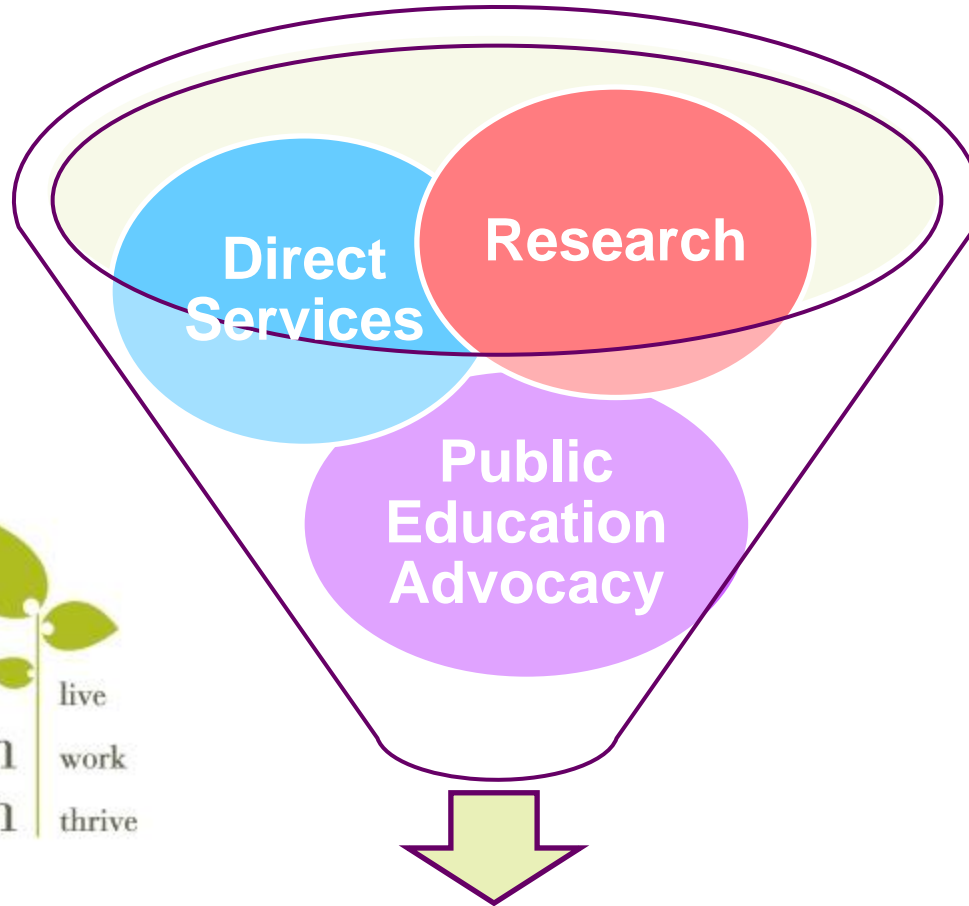 Direct
Services
Research
Public
Education
Advocacy
live
work
thrive